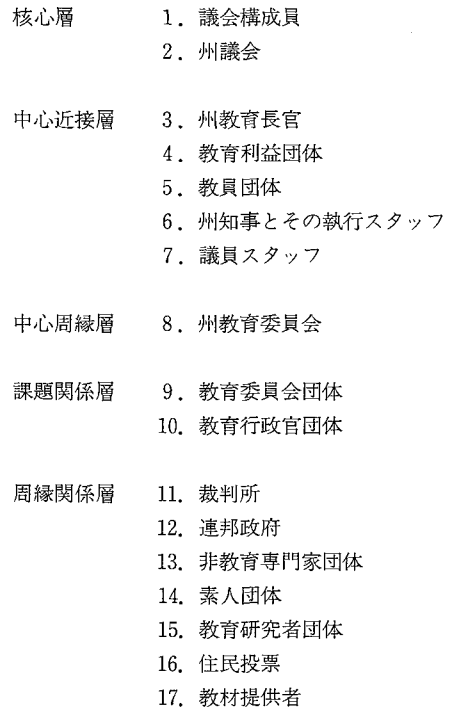 核心層 1. 議会構成員
2. 州議会
中心近接層 3. 州教育長官
4. 教育利益団体
5. 教員団体
6. 州知事とその執行スタッフ
7. 議員スタッフ
中心周縁層 8. 州教育委員会
課題関係層 9. 教育委員会団体
10. 教育行政官団体
周縁関係層 11. 裁判所
12. 連邦政府
13. 非教育専門家団体
14. 素人団体
15. 教育研究者団体
16. 住民投票
17. 教材提供者